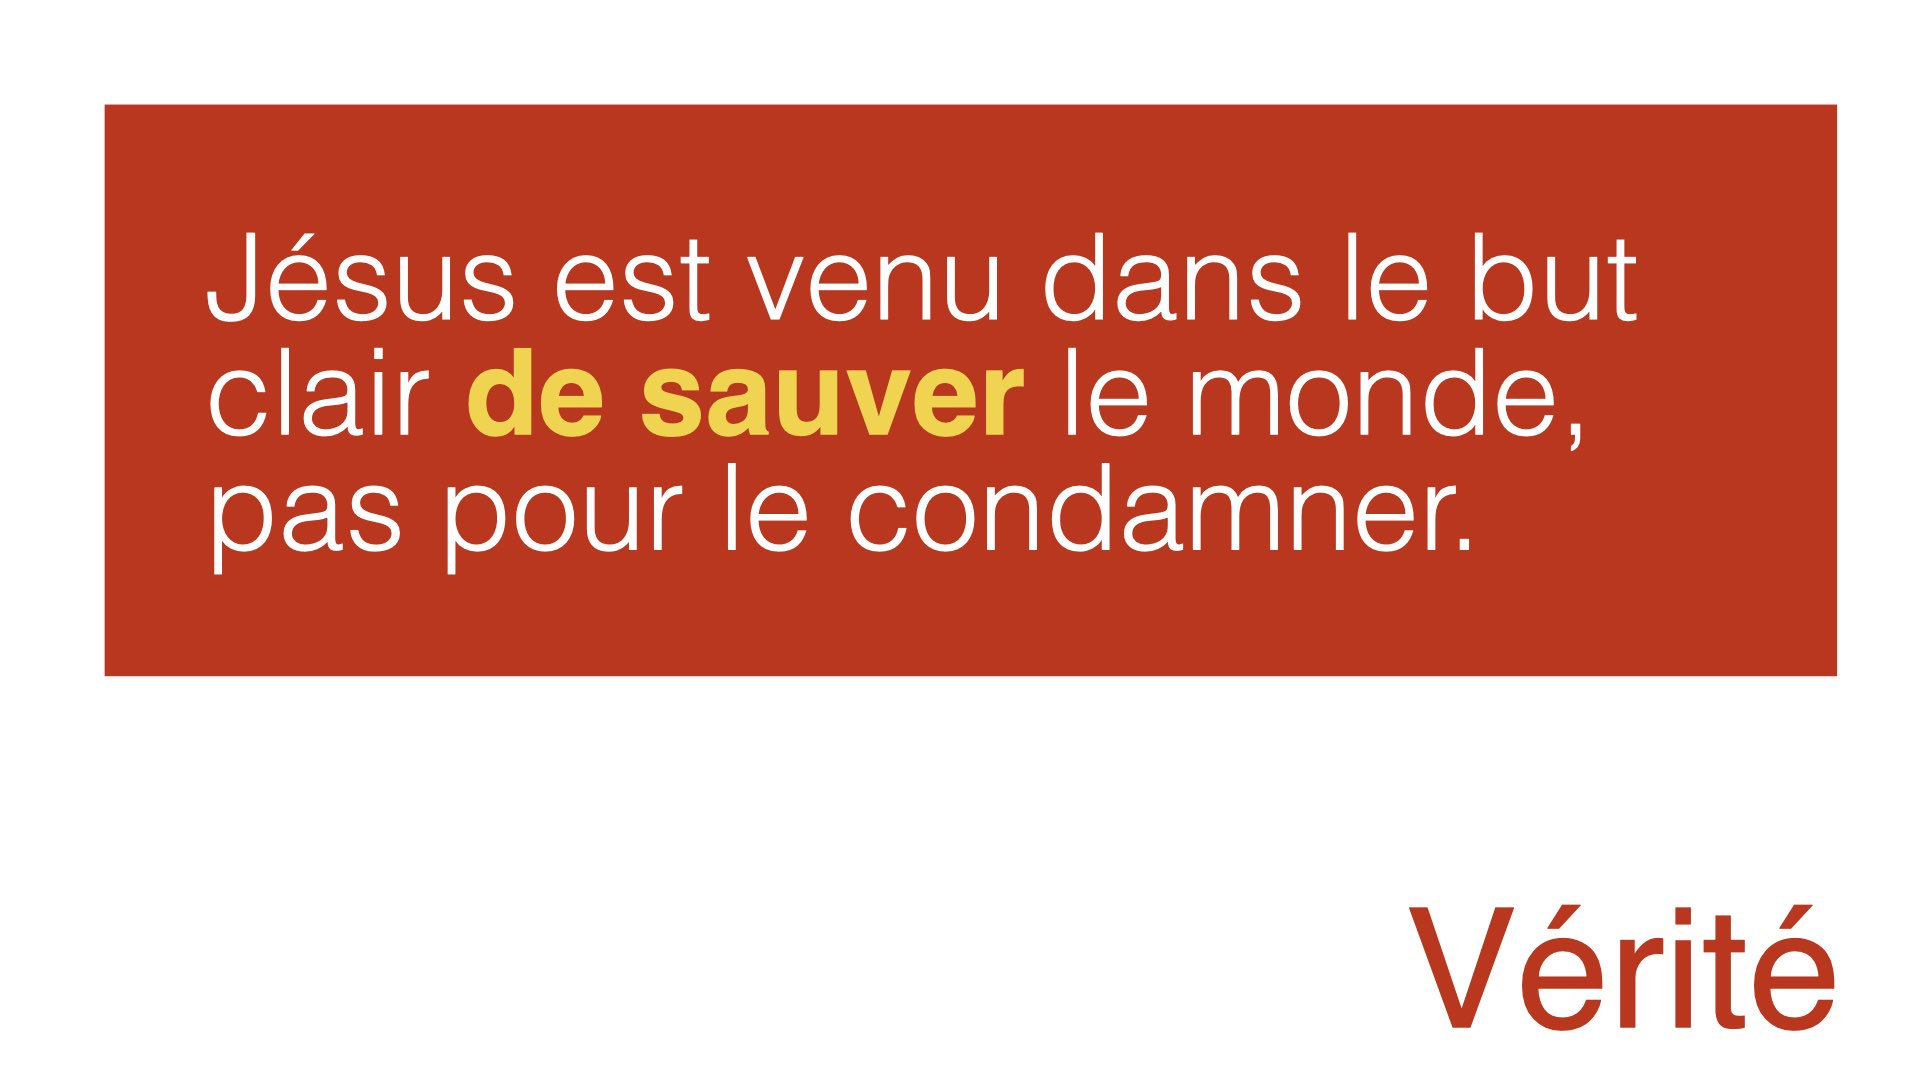 Jésus est venu dans le but
clair de sauver le monde,
pas pour le condamner.
Vérité